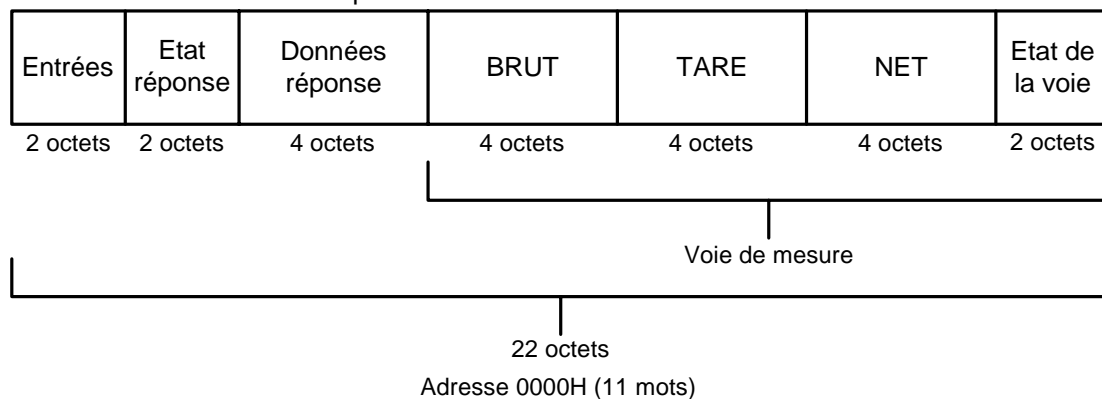 Entrées
Etat
réponse
Données
réponse
BRUT
TARE
NET
Etat de
la voie
2 octets
2 octets
4 octets
4 octets
4 octets
4 octets
2 octets
Voie de mesure
22 octets
Adresse 0000H (11 mots)